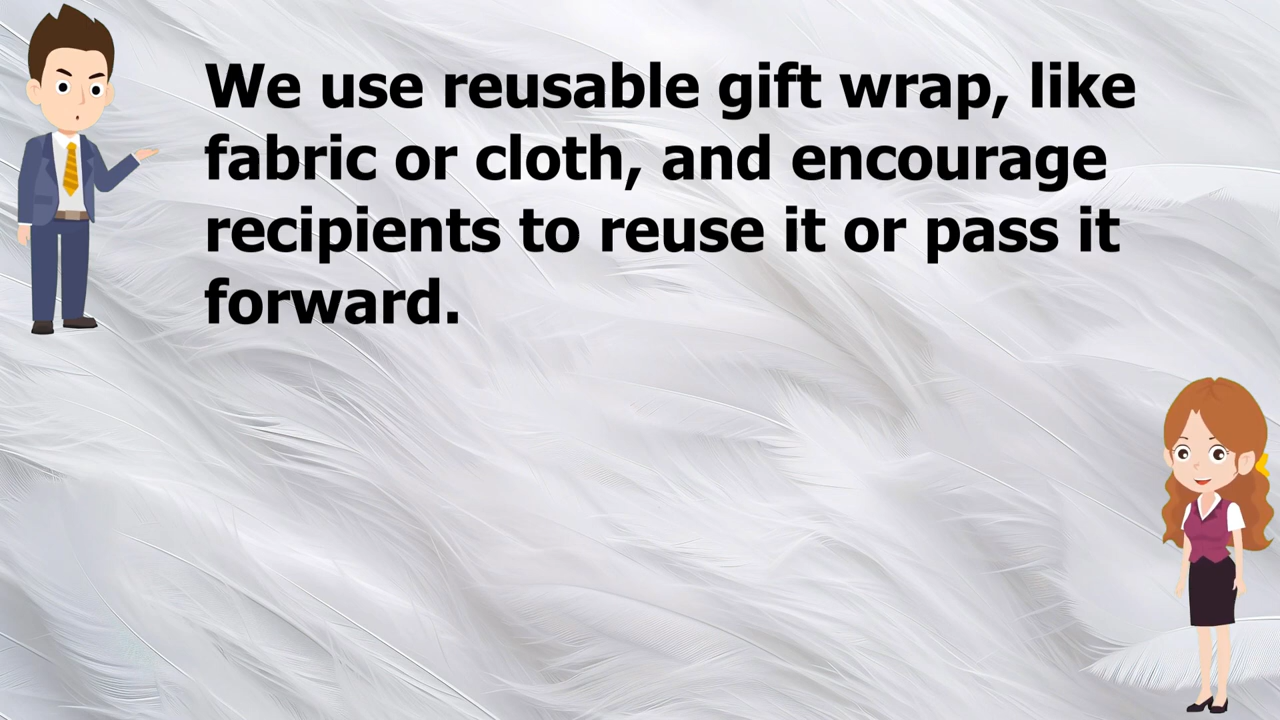 We use reusable gift wrap, like
fabric or cloth, and encourage
recipients to reuse it or pass it
forward.